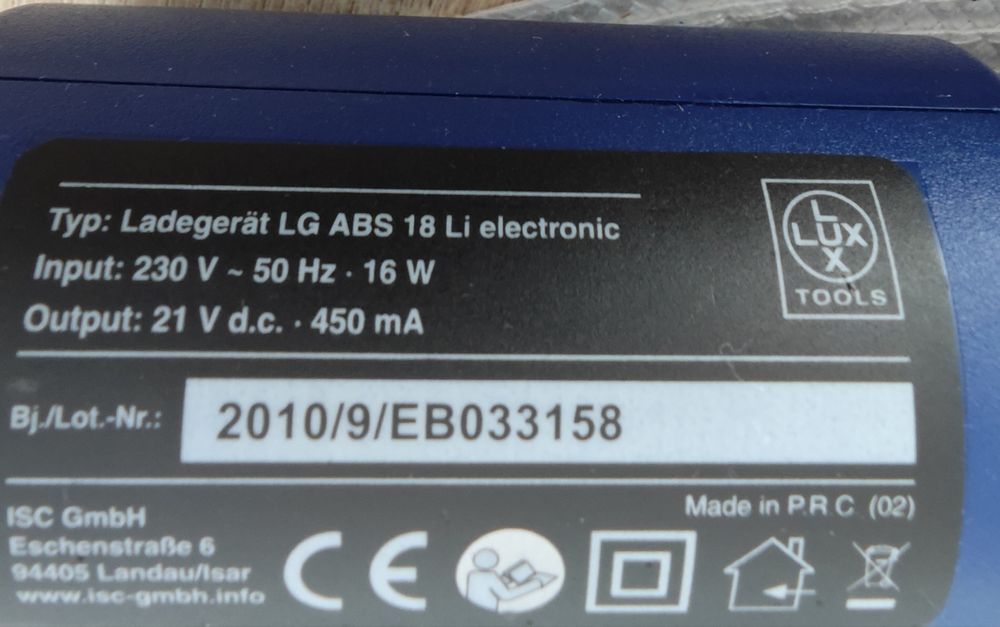 Typ: Ladegerät LG ABS 18 Li electronic
Input: 230 V ~ 50 Hz · 16 W
Output: 21 V d.c. · 450 mA
LUX
LUX
TOOLS
Bj./Lot.-Nr.: 2010/9/EB033158
Made in P.R C (02)
ISC GmbH
Eschenstraße 6
94405 Landau/Isar
www.isc-gmbh.info
CE